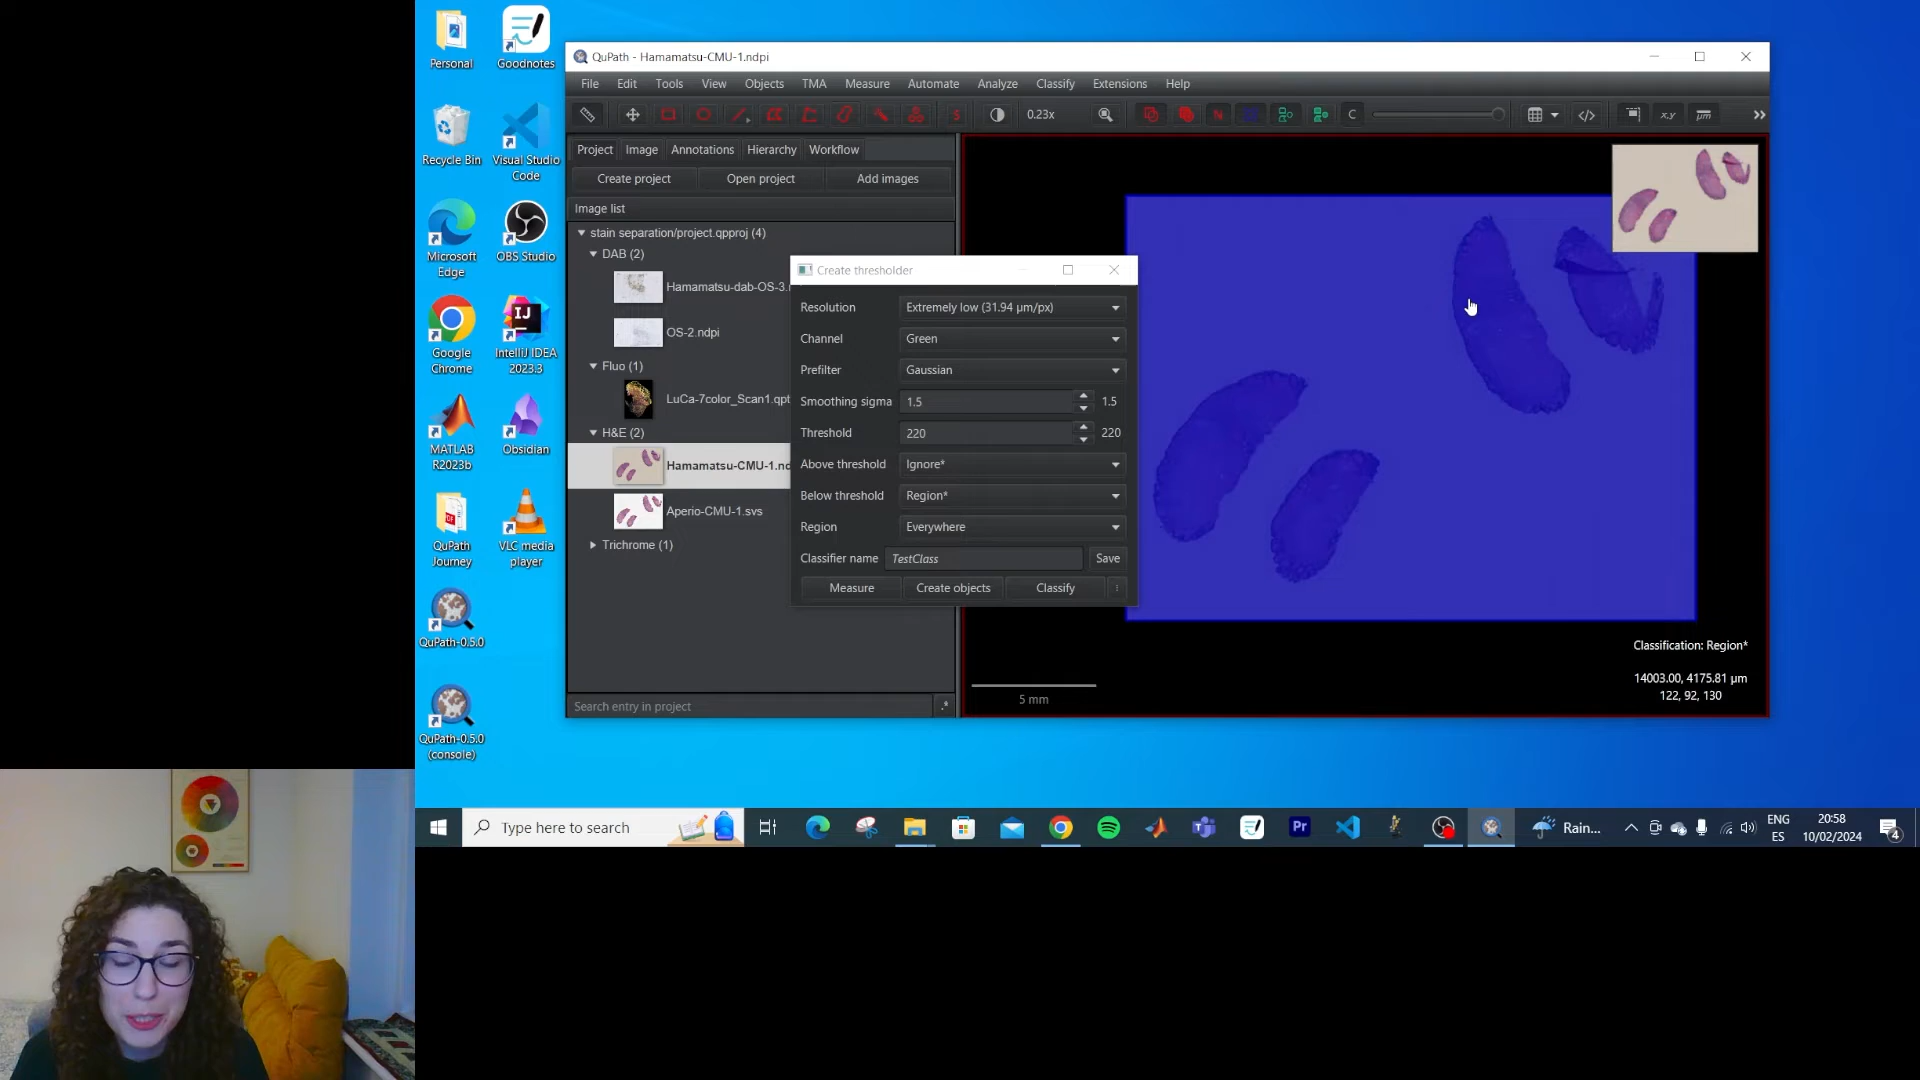 Personal
Goodnotes
Recycle Bin
Visual Studio
Code
Microsoft
Edge
OBS Studio
Google
Chrome
IntelliJ IDEA
2023.3
MATLAB
R2023b
Obsidian
QuPath
Journey
VLC media
player
QuPath-0.5.0
QuPath-0.5.0
(console)
QuPath - Hamamatsu-CMU-1.ndpi
File Edit Tools View Objects TMA Measure Automate Analyze Classify Extensions Help
0.23x
Project Image Annotations Hierarchy Workflow
Create project Open project Add images
Image list
stain separation/project.qpproj (4)
DAB (2)
Hamamatsu-dab-OS-3.
OS-2.ndpi
Fluo (1)
LuCa-7color_Scan1.qpt
H&E (2)
Hamamatsu-CMU-1.nd
Aperio-CMU-1.svs
Trichrome (1)
Search entry in project
Create thresholder
Resolution Extremely low (31.94 µm/px)
Channel Green
Prefilter Gaussian
Smoothing sigma 1.5 1.5
Threshold 220 220
Above threshold Ignore*
Below threshold Region*
Region Everywhere
Classifier name TestClass Save
Measure Create objects Classify
5 mm
Classification: Region*
14003.00, 4175.81 µm
122, 92, 130
Type here to search
Rain...
ENG
ES
20:58
10/02/2024
4